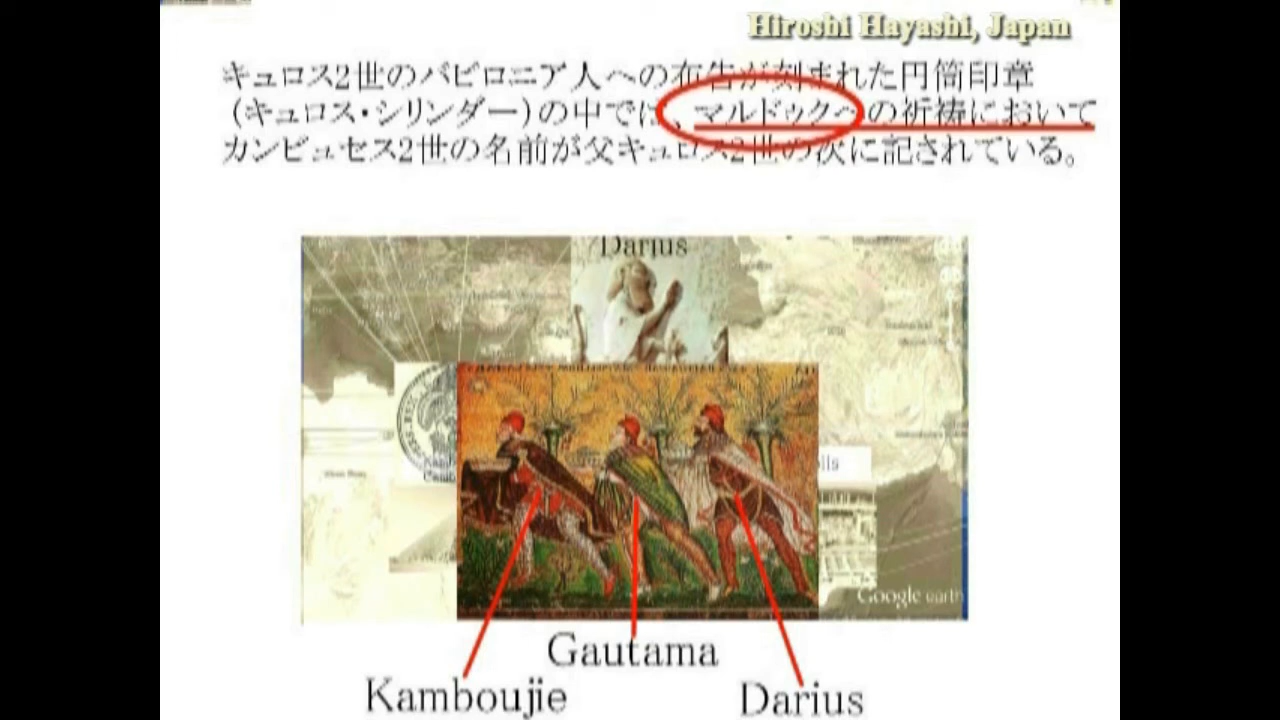 Hiroshi Hayashi, Japan
キュロス2世のバビロニア人への布告が刻まれた円筒印章
(キュロス・シリンダー)の中では、マルドゥクへの祈祷において
カンビュセス2世の名前が父キュロス2世の次に記されている。
Darius
Google earth
Gautama
Kamboujie
Darius